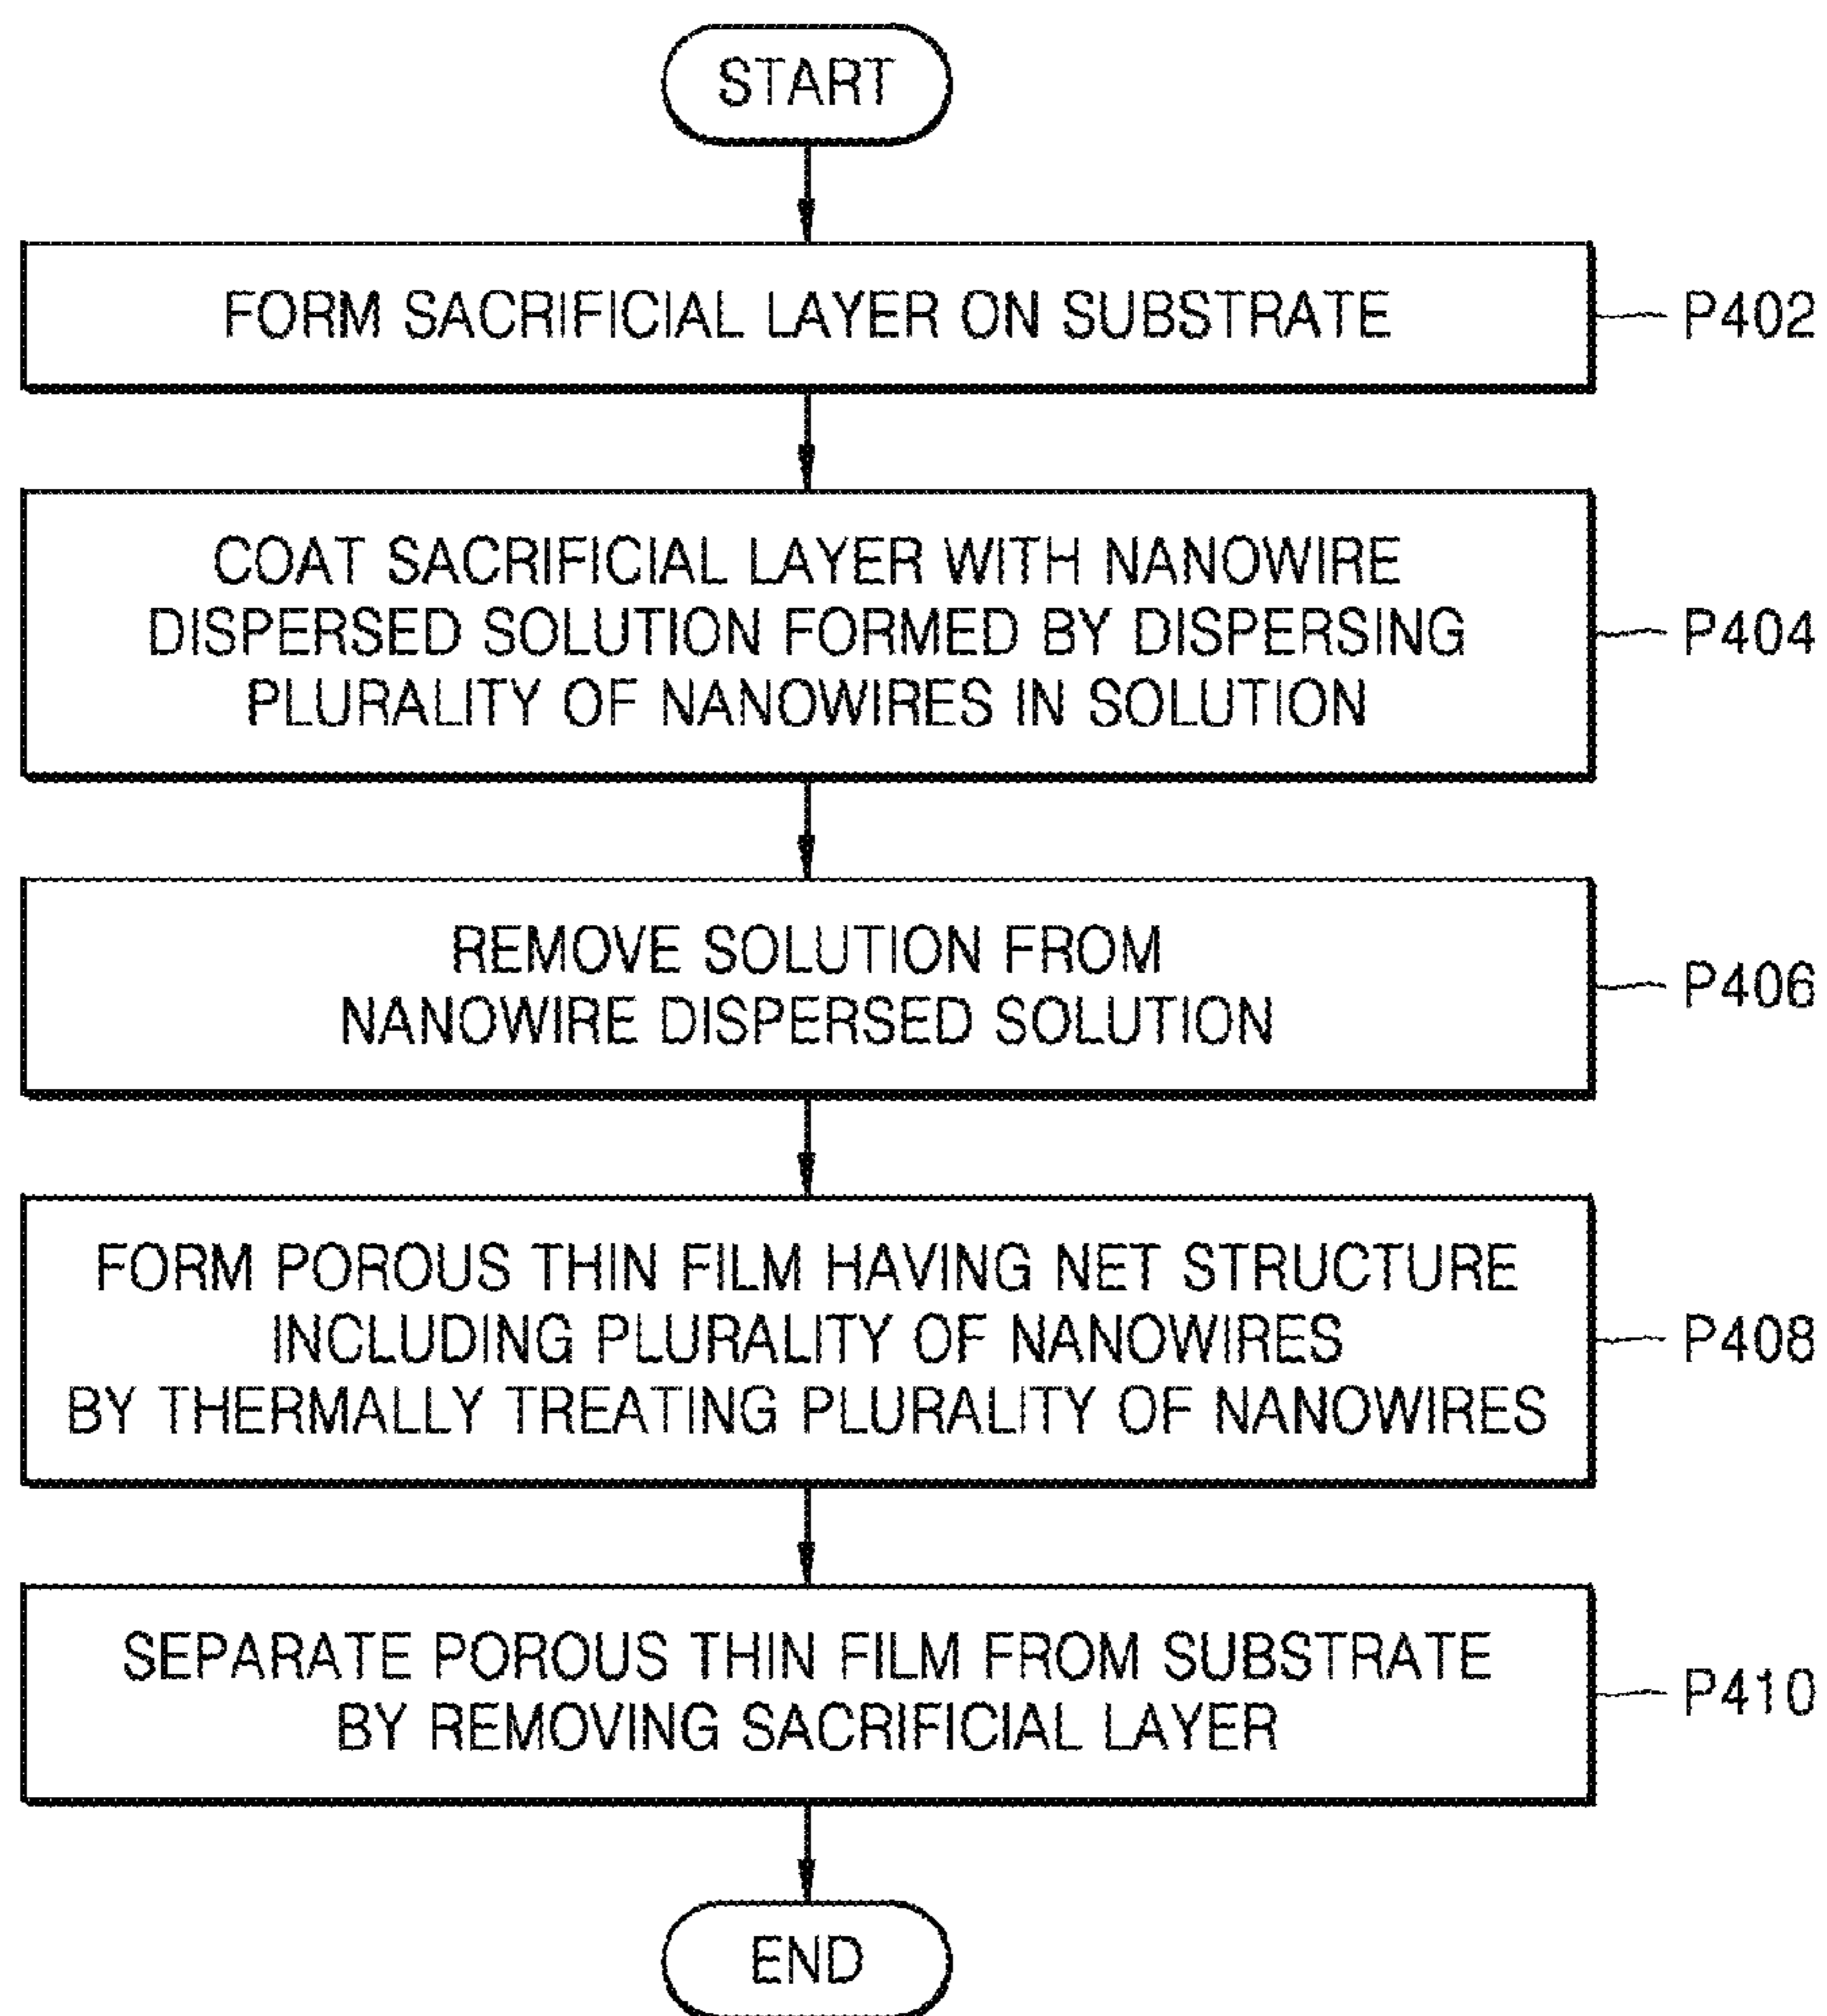 START
FORM SACRIFICIAL LAYER ON SUBSTRATE
P402
COAT SACRIFICIAL LAYER WITH NANOWIRE
DISPERSED SOLUTION FORMED BY DISPERSING
PLURALITY OF NANOWIRES IN SOLUTION
P404
REMOVE SOLUTION FROM
NANOWIRE DISPERSED SOLUTION
P406
FORM POROUS THIN FILM HAVING NET STRUCTURE
INCLUDING PLURALITY OF NANOWIRES
BY THERMALLY TREATING PLURALITY OF NANOWIRES
P408
SEPARATE POROUS THIN FILM FROM SUBSTRATE
BY REMOVING SACRIFICIAL LAYER
P410
END